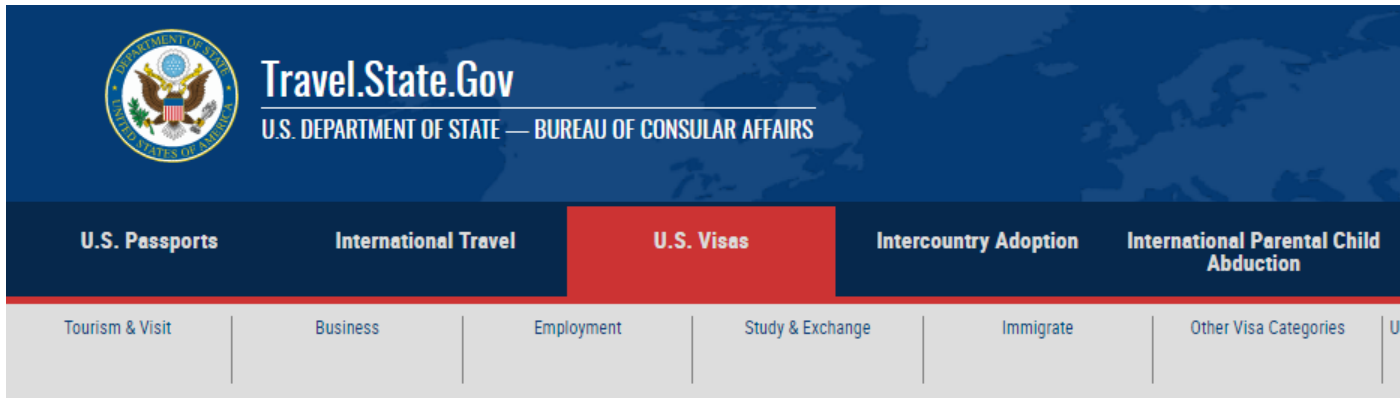 DEPARTMENT OF STATE
UNITED STATES OF AMERICA
Travel.State.Gov
U.S. DEPARTMENT OF STATE — BUREAU OF CONSULAR AFFAIRS
U.S. Passports
International Travel
U.S. Visas
Intercountry Adoption
International Parental Child
Abduction
Tourism & Visit
Business
Employment
Study & Exchange
Immigrate
Other Visa Categories
U